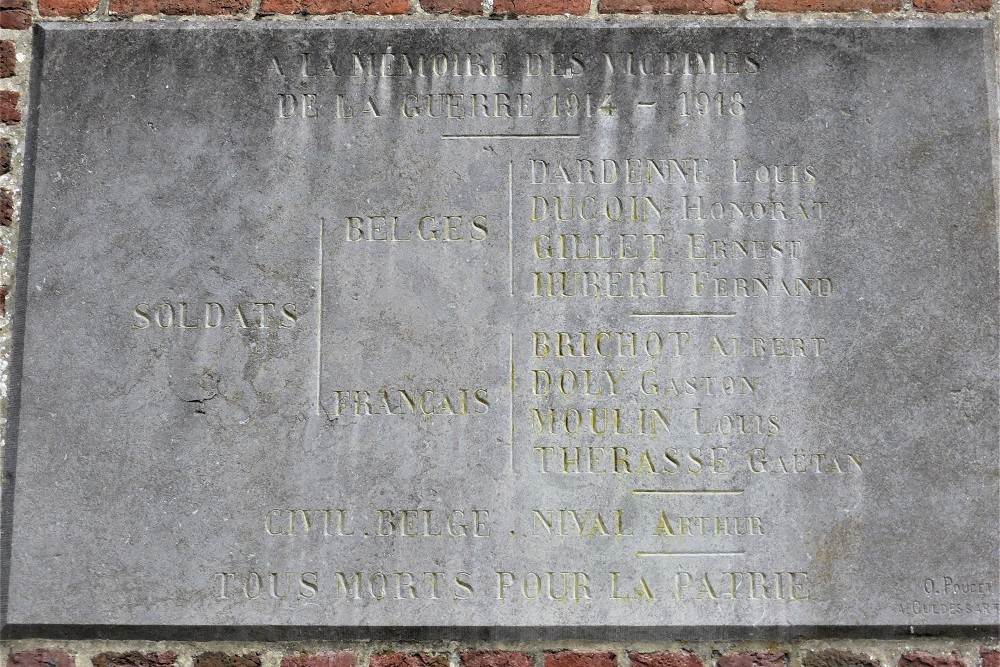 A LA MÉMOIRE DES VICTIMES
DE LA GUERRE 1914 - 1918
SOLDATS
BELGES
DARDENNE LOUIS
DUCOIN HONORAT
GILLET ERNEST
HUBERT FERNAND
FRANÇAIS
BRICHOT ALBERT
DOLY GASTON
MOULIN LOUIS
THERASSE GAËTAN
CIVIL BELGE . NIVAL ARTHUR
TOUS MORTS POUR LA PATRIE
O.